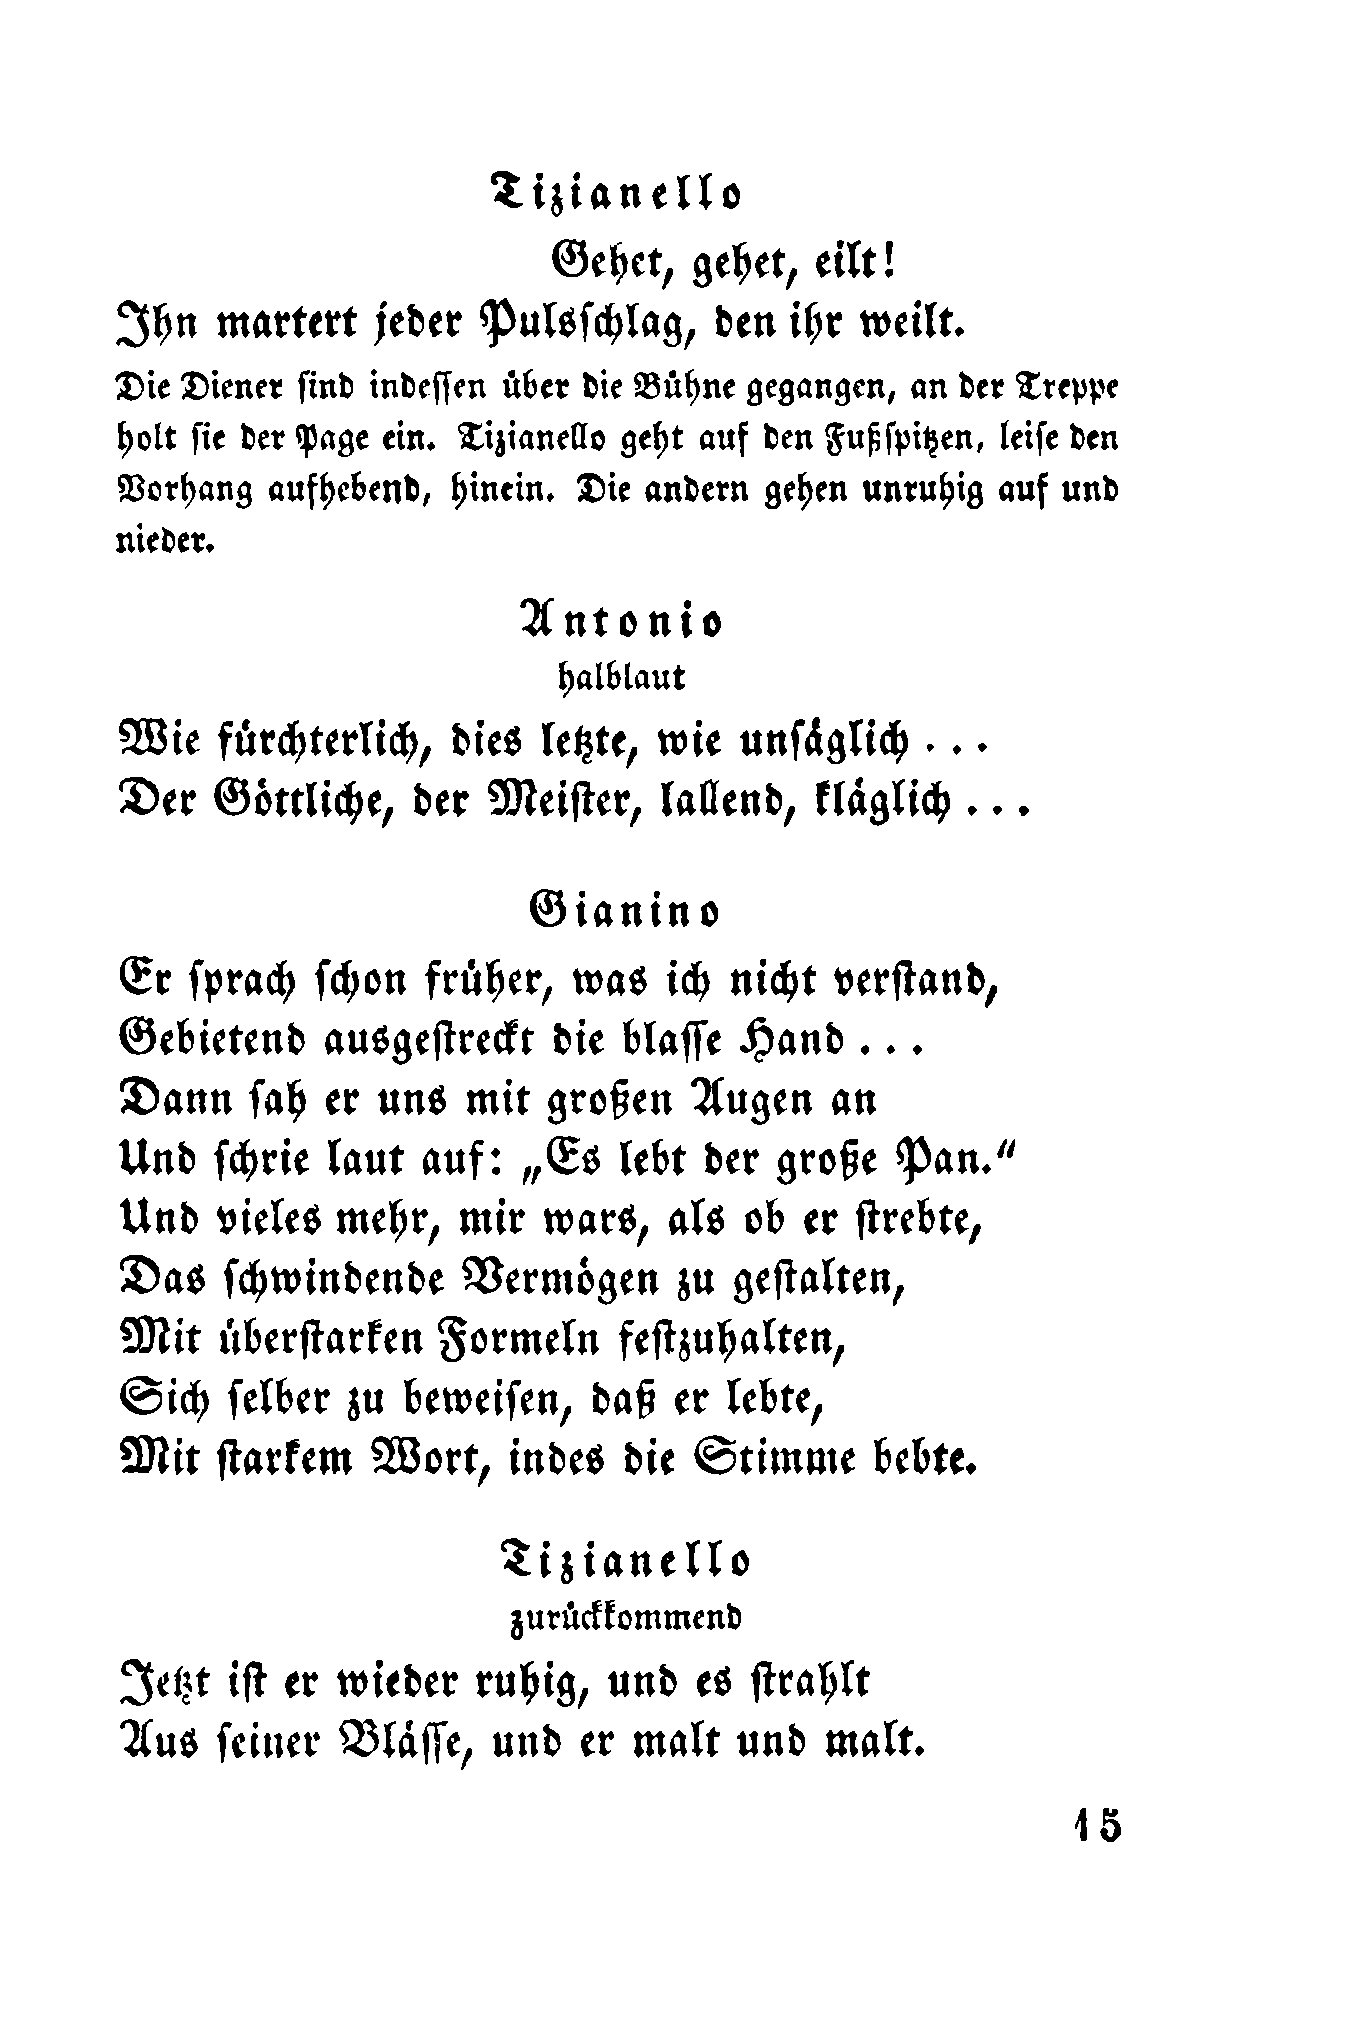 Tizianello
Gehet, gehet, eilt!
Ihn martert jeder Pulsſchlag, den ihr weilt.
Die Diener ſind indeſſen über die Bühne gegangen, an der Treppe
holt ſie der Page ein. Tizianello geht auf den Fußſpitzen, leiſe den
Vorhang aufhebend, hinein. Die andern gehen unruhig auf und
nieder.
Antonio
halblaut
Wie fürchterlich, dies letzte, wie unſäglich . . .
Der Göttliche, der Meiſter, lallend, kläglich . . .
Gianino
Er ſprach ſchon früher, was ich nicht verſtand,
Gebietend ausgeſtreckt die blaſſe Hand . . .
Dann ſah er uns mit großen Augen an
Und ſchrie laut auf: „Es lebt der große Pan.“
Und vieles mehr, mir wars, als ob er ſtrebte,
Das ſchwindende Vermögen zu geſtalten,
Mit überſtarken Formeln feſtzuhalten,
Sich ſelber zu beweiſen, daß er lebte,
Mit ſtarkem Wort, indes die Stimme bebte.
Tizianello
zurückkommend
Jetzt iſt er wieder ruhig, und es ſtrahlt
Aus ſeiner Bläſſe, und er malt und malt.
15